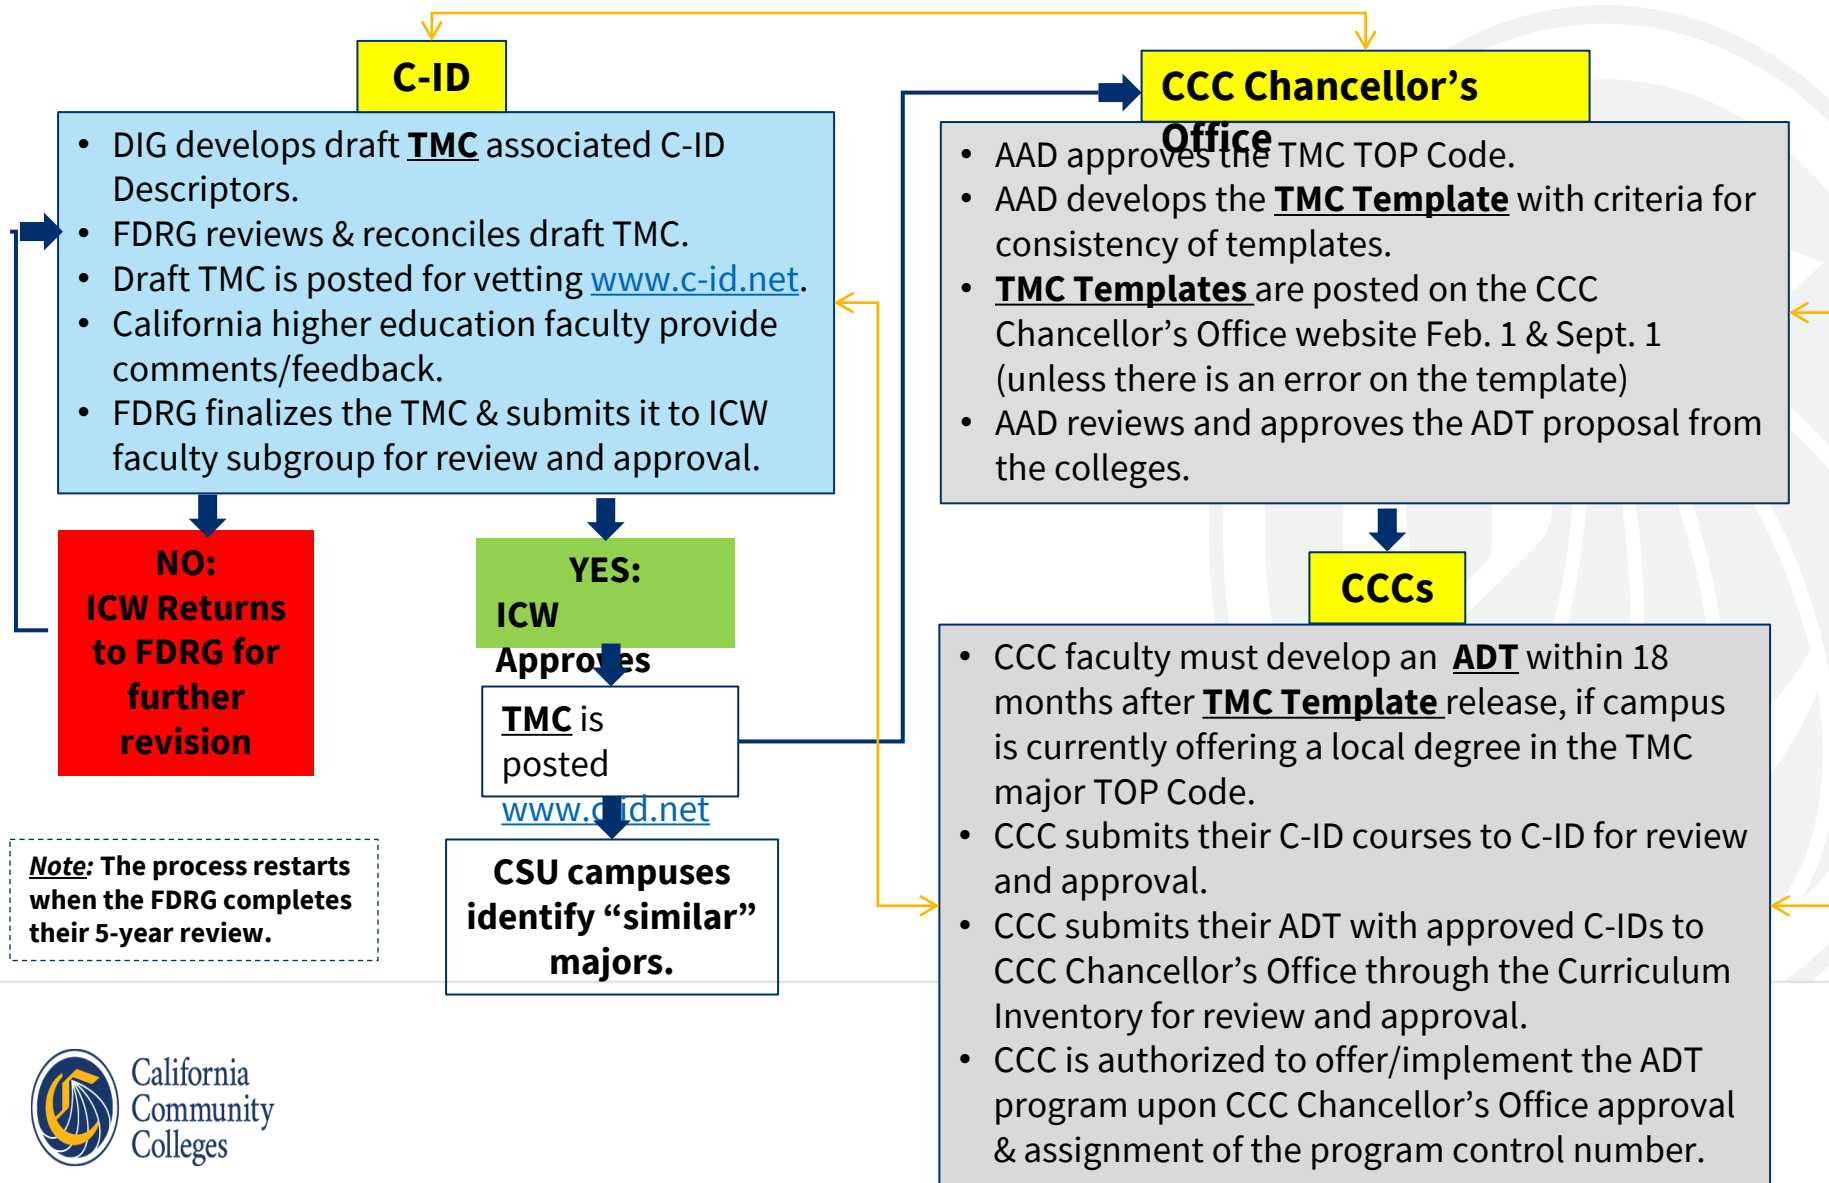 C-ID
• DIG develops draft TMC associated C-ID
Descriptors.
• FDRG reviews & reconciles draft TMC.
• Draft TMC is posted for vetting www.c-id.net.
• California higher education faculty provide
comments/feedback.
• FDRG finalizes the TMC & submits it to ICW
faculty subgroup for review and approval.
NO:
ICW Returns
to FDRG for
further
revision
YES:
ICW
Approves
TMC is
posted
www.c-id.net
CSU campuses
identify “similar”
majors.
Note: The process restarts
when the FDRG completes
their 5-year review.
CCC Chancellor’s
Office
• AAD approves the TMC TOP Code.
• AAD develops the TMC Template with criteria for
consistency of templates.
• TMC Templates are posted on the CCC
Chancellor’s Office website Feb. 1 & Sept. 1
(unless there is an error on the template)
• AAD reviews and approves the ADT proposal from
the colleges.
CCCs
• CCC faculty must develop an ADT within 18
months after TMC Template release, if campus
is currently offering a local degree in the TMC
major TOP Code.
• CCC submits their C-ID courses to C-ID for review
and approval.
• CCC submits their ADT with approved C-IDs to
CCC Chancellor’s Office through the Curriculum
Inventory for review and approval.
• CCC is authorized to offer/implement the ADT
program upon CCC Chancellor’s Office approval
& assignment of the program control number.
California
Community
Colleges